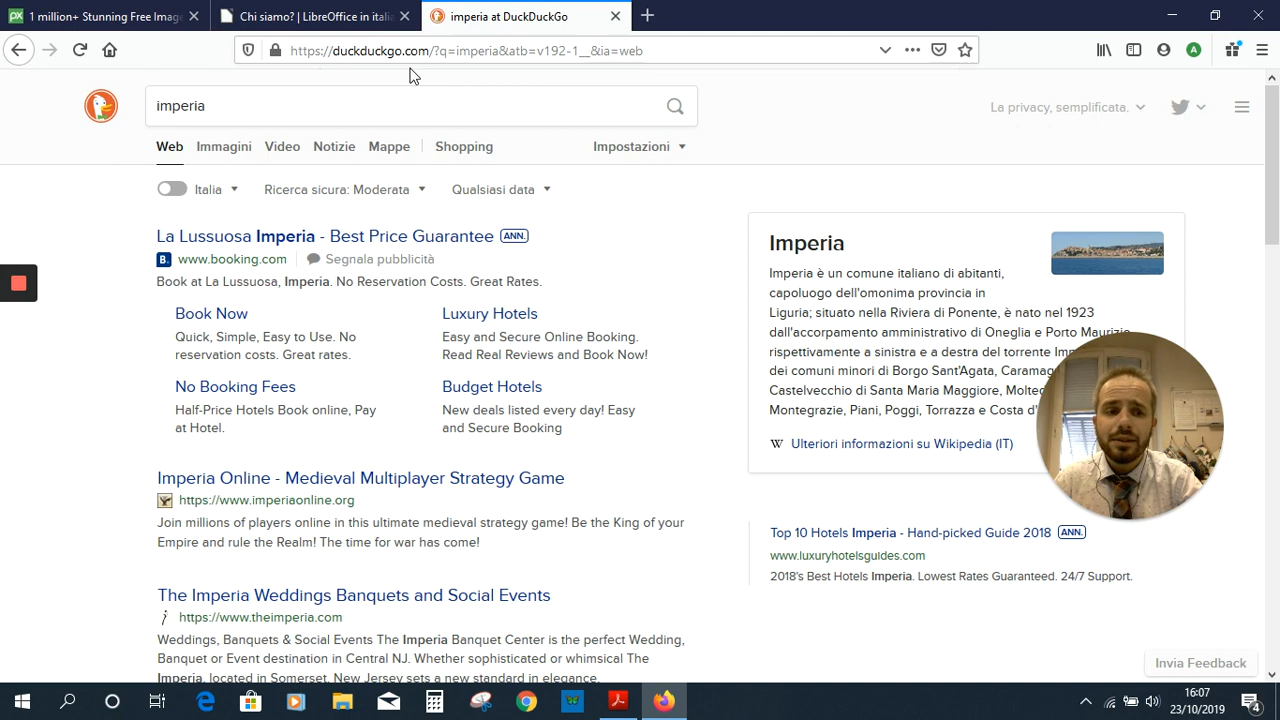 1 million+ Stunning Free Image
Chi siamo? | LibreOffice in itali
imperia at DuckDuckGo
https://duckduckgo.com/?q=imperia&atb=v192-1__&ia=web
A
imperia
La privacy, semplificata.
Web
Immagini
Video
Notizie
Mappe
Shopping
Impostazioni
Italia
Ricerca sicura: Moderata
Qualsiasi data
La Lussuosa Imperia - Best Price Guarantee ANN.
B. www.booking.com
Segnala pubblicità
Book at La Lussuosa, Imperia. No Reservation Costs. Great Rates.
Book Now
Quick, Simple, Easy to Use. No
reservation costs. Great rates.
Luxury Hotels
Easy and Secure Online Booking.
Read Real Reviews and Book Now!
No Booking Fees
Half-Price Hotels Book online, Pay
at Hotel.
Budget Hotels
New deals listed every day! Easy
and Secure Booking
Imperia Online - Medieval Multiplayer Strategy Game
https://www.imperiaonline.org
Join millions of players online in this ultimate medieval strategy game! Be the King of your
Empire and rule the Realm! The time for war has come!
The Imperia Weddings Banquets and Social Events
https://www.theimperia.com
Weddings, Banquets & Social Events The Imperia Banquet Center is the perfect Wedding,
Banquet or Event destination in Central NJ. Whether sophisticated or whimsical The
Imperia, located in Somerset, New Jersey sets a new standard in elegance.
Imperia
Imperia è un comune italiano di abitanti,
capoluogo dell'omonima provincia in
Liguria; situato nella Riviera di Ponente, è nato nel 1923
dall'accorpamento amministrativo di Oneglia e Porto Maurizio,
rispettivamente a sinistra e a destra del torrente
dei comuni minori di Borgo Sant'Agata,
Castelvecchio di Santa Maria Maggiore,
Montegrazie, Piani, Poggi, Torrazza e Costa
W Ulteriori informazioni su Wikipedia (IT)
Top 10 Hotels Imperia - Hand-picked Guide 2018 ANN.
www.luxuryhotelsguides.com
2018's Best Hotels Imperia. Lowest Rates Guaranteed. 24/7 Support.
Invia Feedback
16:07
23/10/2019
4